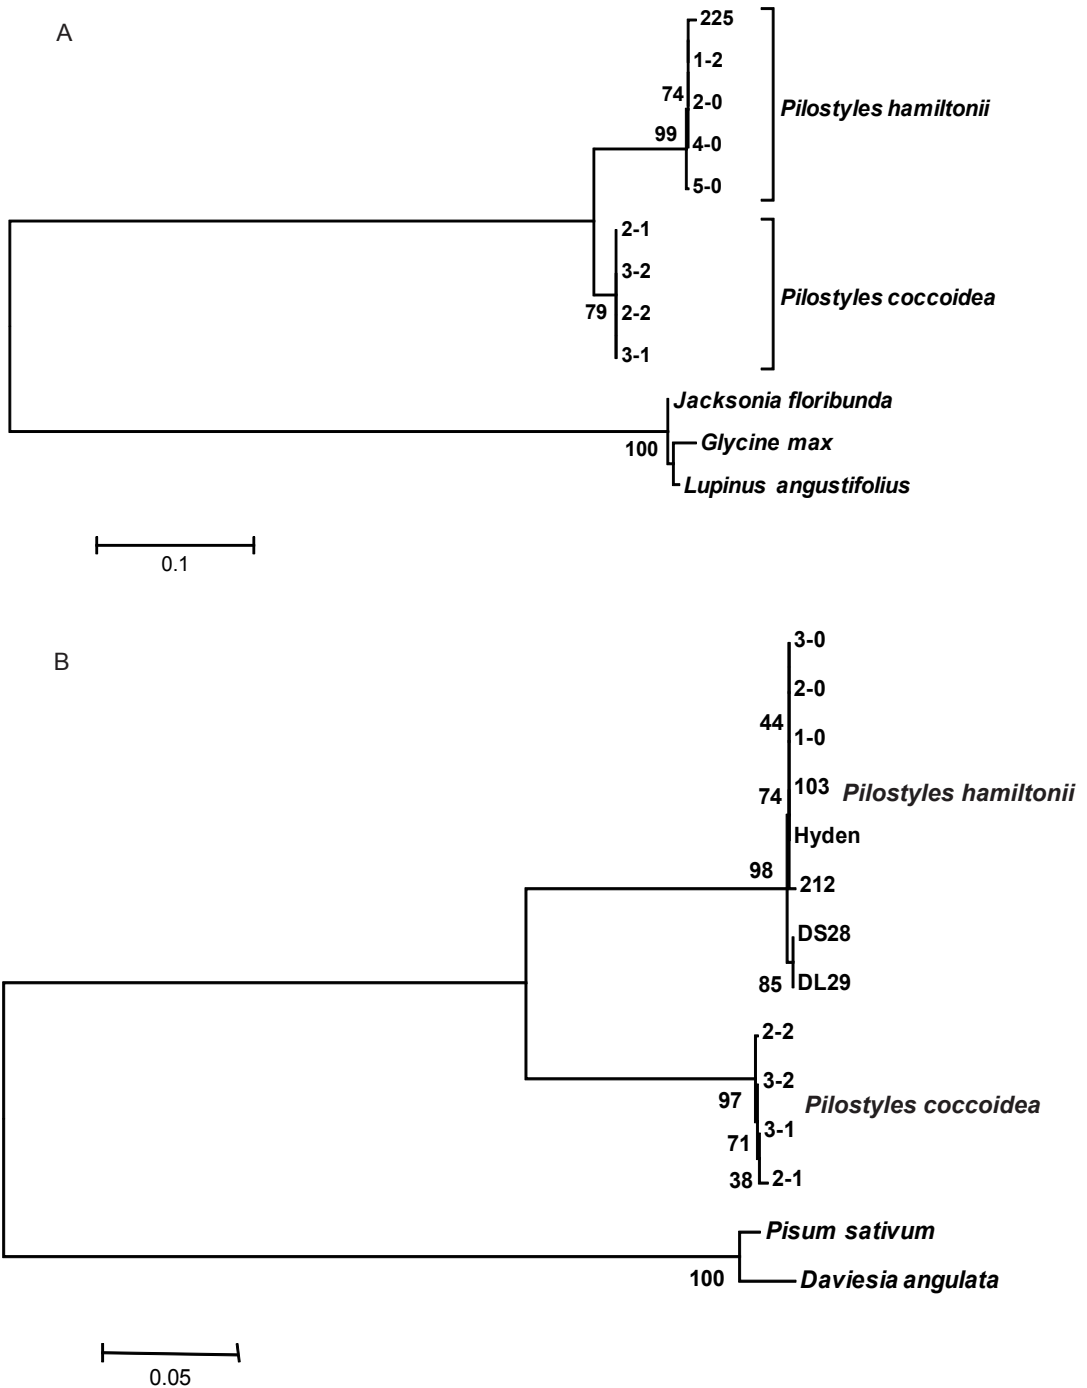 A
225
1-2
74
2-0
Pilostyles hamiltonii
99
4-0
5-0
2-1
3-2
Pilostyles coccoidea
79
2-2
3-1
Jacksonia floribunda
100
Glycine max
Lupinus angustifolius
0.1
B
3-0
2-0
44
1-0
74
103
Pilostyles hamiltonii
Hyden
98
212
DS28
85
DL29
2-2
3-2
97
Pilostyles coccoidea
71
3-1
38
2-1
Pisum sativum
100
Daviesia angulata
0.05